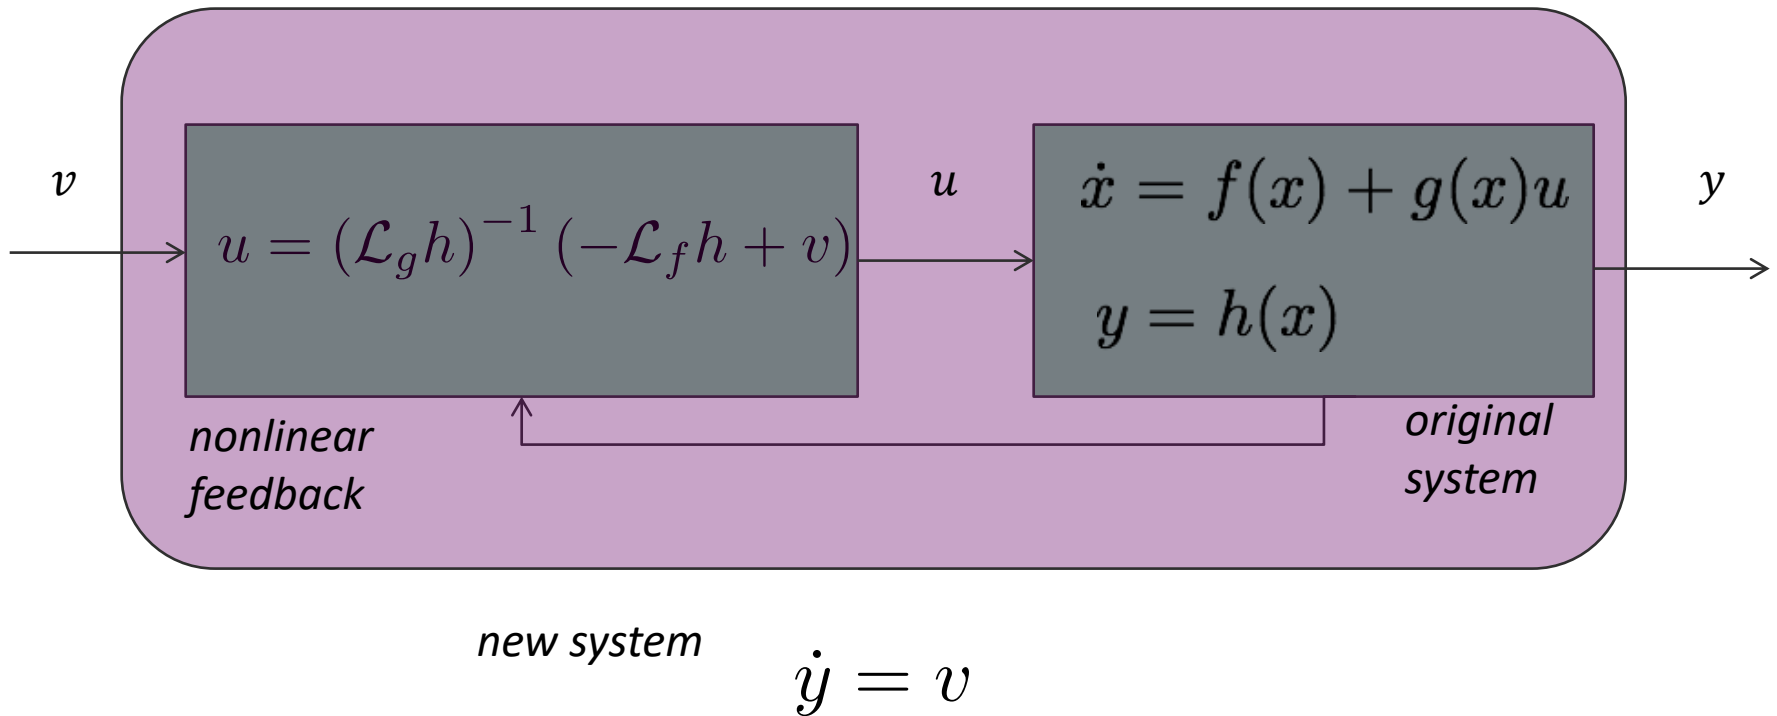 v
u = (ℒ_g h)^{-1} (-ℒ_f h + v)
u
ẋ = f(x) + g(x)u
y = h(x)
y
nonlinear
feedback
original
system
new system
ẏ = v